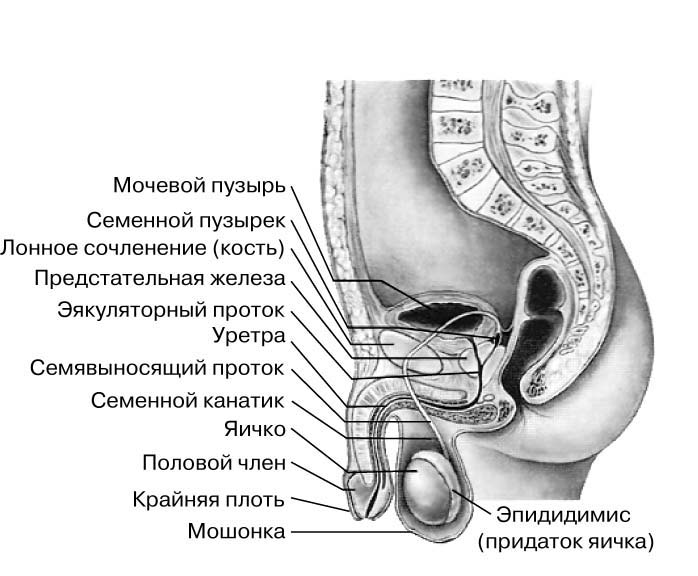 Мочевой пузырь
Семенной пузырек
Лонное сочленение (кость)
Предстательная железа
Эякуляторный проток
Уретра
Семявыносящий проток
Семенной канатик
Яичко
Половой член
Крайняя плоть
Мошонка
Эпидидимис
(придаток яичка)